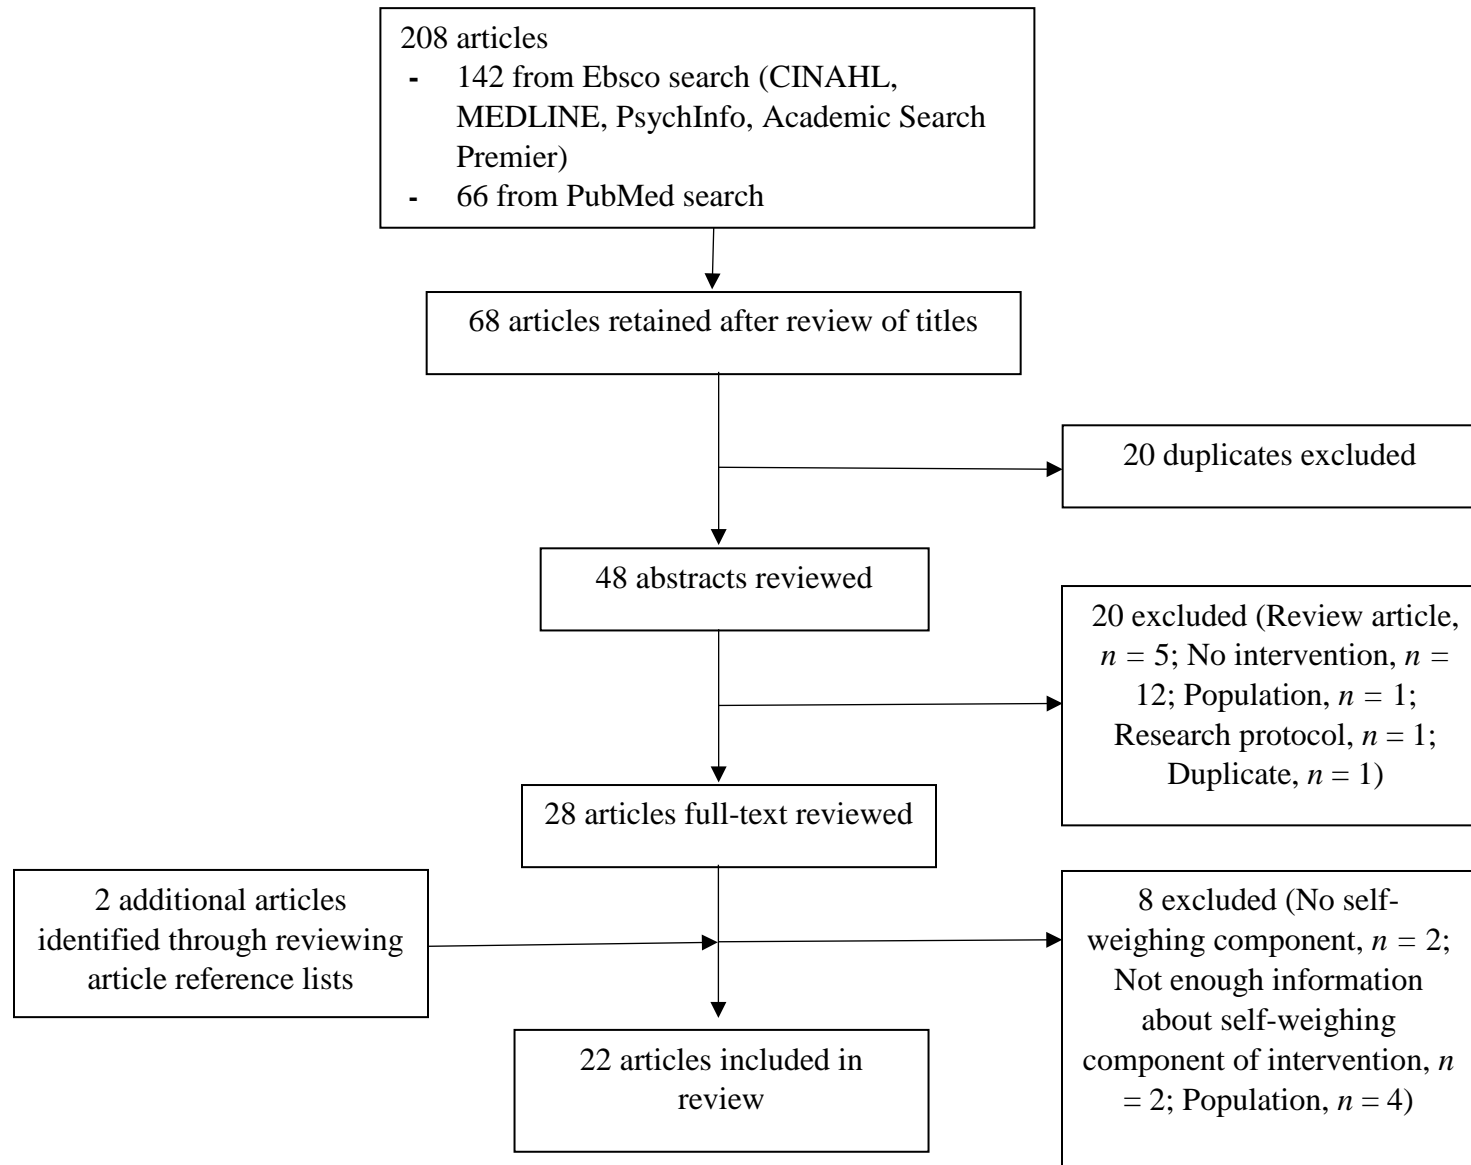 208 articles
- 142 from Ebsco search (CINAHL,
MEDLINE, PsychInfo, Academic Search
Premier)
- 66 from PubMed search
68 articles retained after review of titles
20 duplicates excluded
48 abstracts reviewed
20 excluded (Review article,
n = 5; No intervention, n =
12; Population, n = 1;
Research protocol, n = 1;
Duplicate, n = 1)
28 articles full-text reviewed
2 additional articles
identified through reviewing
article reference lists
8 excluded (No self-
weighing component, n = 2;
Not enough information
about self-weighing
component of intervention, n
= 2; Population, n = 4)
22 articles included in
review